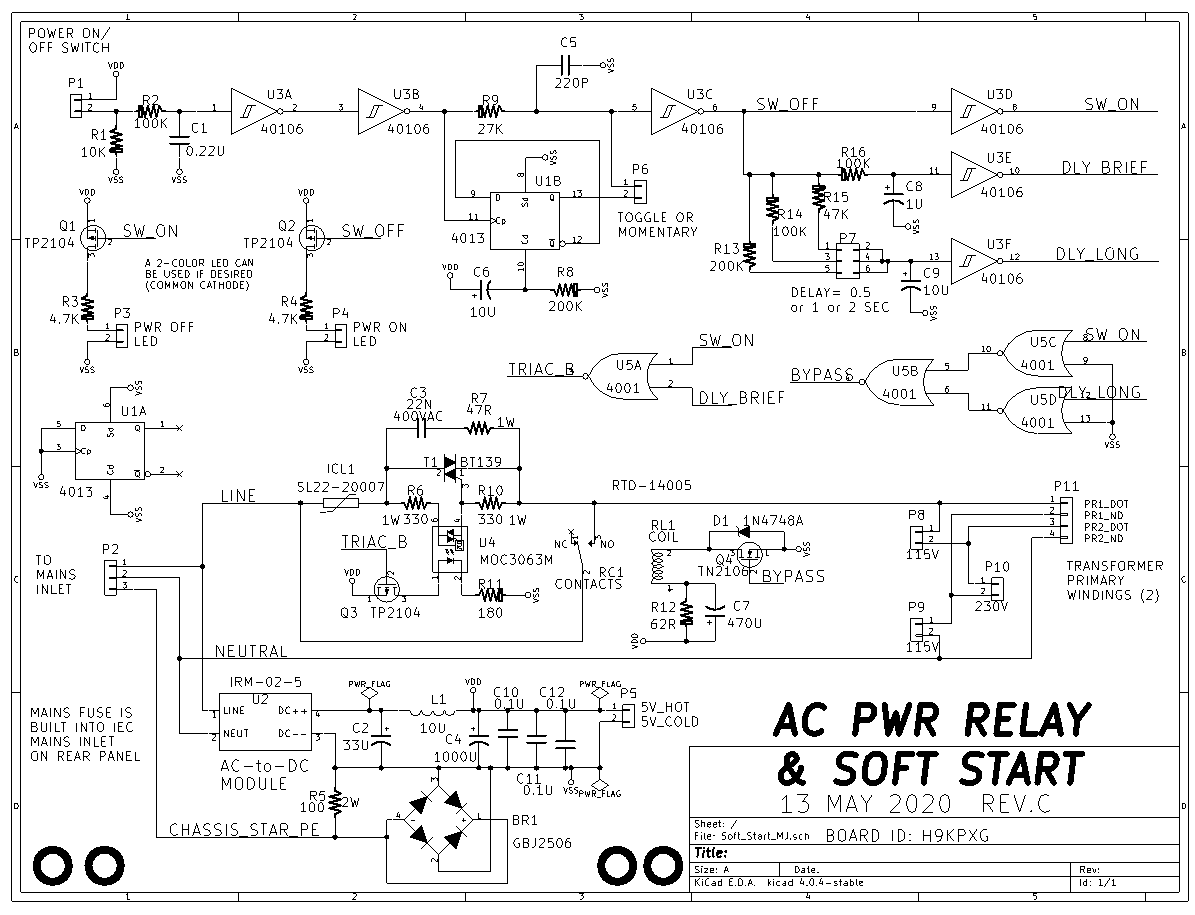 POWER ON/
OFF SWITCH
VDD
P1
1
2
R1
10K
VSS
R2
100K
C1
0.22U
VSS
U3A
1
2
40106
U3B
3
4
40106
R9
27K
C5
220P
VSS
U3C
5
6
40106
SW_OFF
U3D
9
8
40106
SW_ON
U3E
11
10
40106
DLY_BRIEF
U3F
13
12
40106
DLY_LONG
R16
100K
R15
47K
R14
100K
R13
200K
C8
1U
VSS
P7
1 2
3 4
5 6
C9
10U
VSS
DELAY= 0.5
or 1 or 2 SEC
VSS
U1B
8
9
11
13
12
10
D
Cp
Sd
Cd
Q
Q
4013
P6
1
2
TOGGLE OR
MOMENTARY
VDD
C6
10U
R8
200K
VSS
VDD
Q1
TP2104
SW_ON
R3
4.7K
P3
1
2
PWR OFF
LED
VSS
A 2-COLOR LED CAN
BE USED IF DESIRED
(COMMON CATHODE)
VDD
Q2
TP2104
SW_OFF
R4
4.7K
P4
1
2
PWR ON
LED
VSS
TRIAC_B
U5A
4001
1
2
3
SW_ON
DLY_BRIEF
BYPASS
U5B
4001
5
6
U5C
4001
10
8
9
SW_ON
U5D
4001
11
12
13
DLY_LONG
VSS
VSS
U1A
6
5
3
1
2
4
D
Cp
Sd
Cd
Q
Q
4013
VSS
VSS
C3
22N
400VAC
R7
47R
1W
T1
BT139
ICL1
SL22-20007
LINE
R6
330
1W
R10
330
1W
RTD-14005
U4
MOC3063M
TRIAC_B
VDD
Q3
TP2104
R11
180
VSS
NC
NO
RC1
CONTACTS
RL1
COIL
D1
1N4748A
Q4
TN2106
VSS
BYPASS
R12
62R
C7
470U
VDD
P8
1
2
115V
P9
1
2
115V
P10
1
2
230V
P11
1
2
3
4
PR1_DOT
PR1_ND
PR2_DOT
PR2_ND
TRANSFORMER
PRIMARY
WINDINGS (2)
TO
MAINS
INLET
P2
1
2
3
NEUTRAL
IRM-02-5
U2
LINE
NEUT
DC++
DC--
1
2
4
3
AC-to-DC
MODULE
MAINS FUSE IS
BUILT INTO IEC
MAINS INLET
ON REAR PANEL
PWR_FLAG
C2
33U
L1
10U
VDD
C4
1000U
C10
0.1U
C11
0.1U
C12
0.1U
PWR_FLAG
P5
1
2
5V_HOT
5V_COLD
VSS
PWR_FLAG
R5
100
2W
CHASSIS_STAR_PE
BR1
GBJ2506
AC PWR RELAY
& SOFT START
13 MAY 2020 REV.C
Sheet: /
File: Soft_Start_MJ.sch
BOARD ID: H9KPXG
Title:
Size: A
Date:
Rev:
KiCad E.D.A. kicad 4.0.4-stable
Id: 1/1